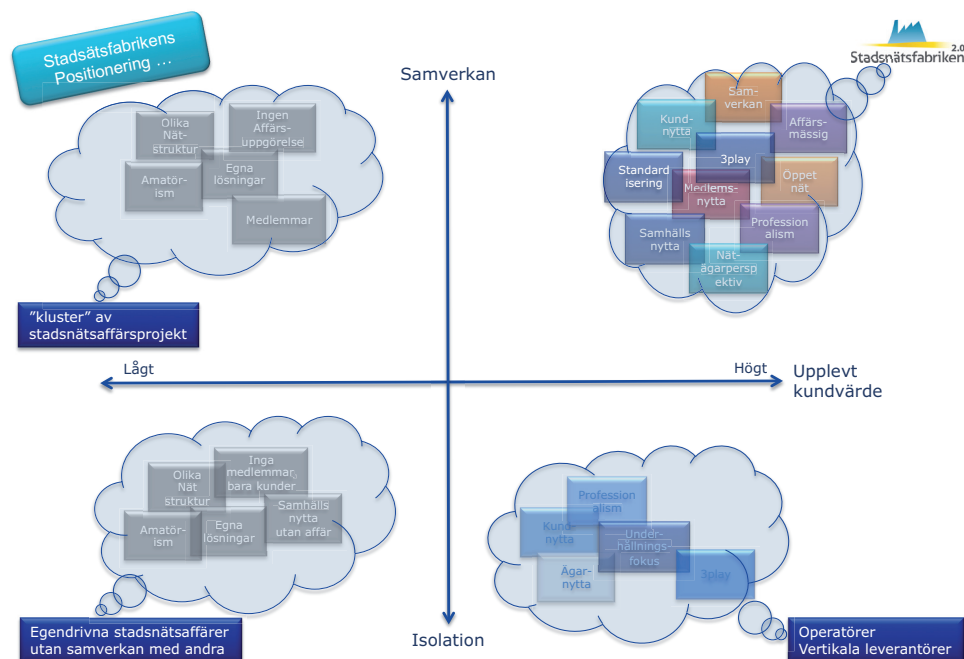 Stadsätsfabrikens
Positionering …
2.0
Stadsnätsfabriken
Samverkan
Olika
Nät-
struktur
Ingen
Affärs-
uppgörelse
Amatör-
ism
Egna
lösningar
Medlemmar
"kluster" av
stadsnätsaffärsprojekt
Sam-
verkan
Kund-
nytta
Affärs-
mässig
3play
Standard
isering
Medlems-
nytta
Öppet
nät
Samhälls
nytta
Profession
alism
Nät-
ägarpersp
ektiv
Lågt
Högt
Upplevt
kundvärde
Olika
Nät
struktur
Inga
medlemmar,
bara kunder
Amatör-
ism
Egna
lösningar
Samhälls
nytta
utan affär
Egendrivna stadsnätsaffärer
utan samverkan med andra
Isolation
Profession
alism
Kund-
nytta
Under-
hållnings-
fokus
Ägar-
nytta
3play
Operatörer
Vertikala leverantörer